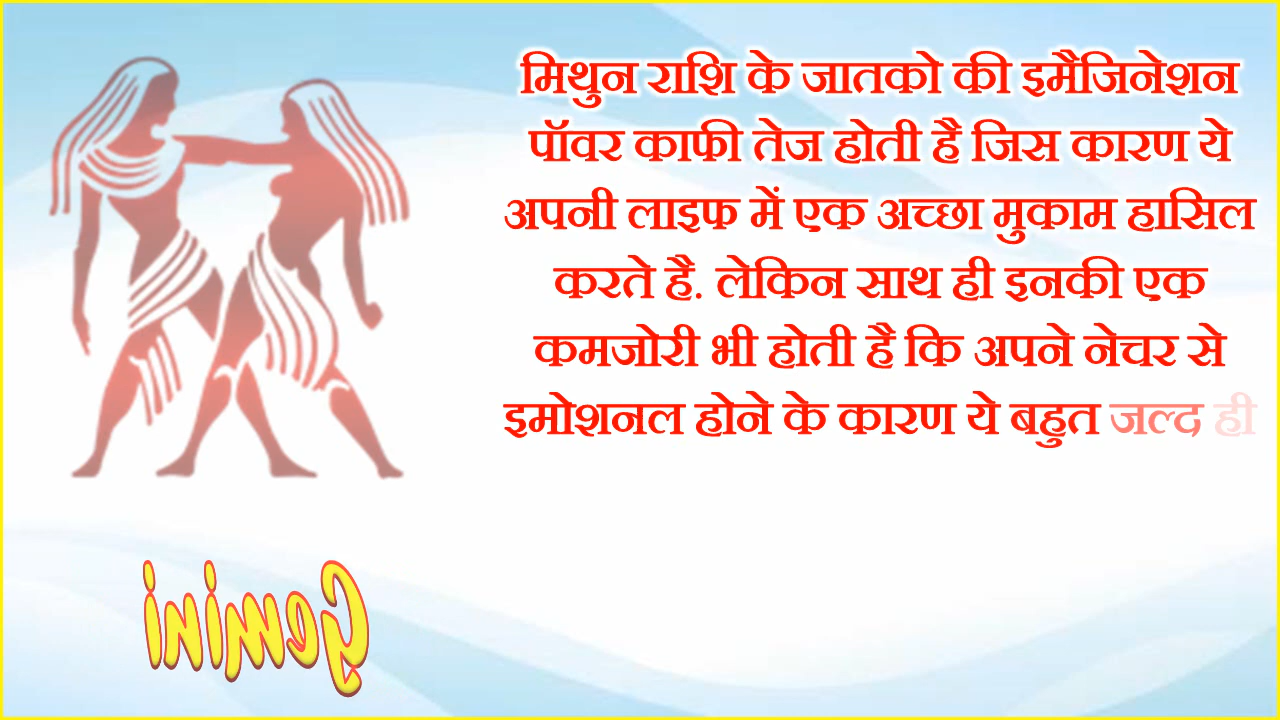 मिथुन राशि के जातको की इमैजिनेशन
पॉवर काफी तेज होती है जिस कारण ये
अपनी लाइफ में एक अच्छा मुकाम हासिल
करते है. लेकिन साथ ही इनकी एक
कमजोरी भी होती है कि अपने नेचर से
इमोशनल होने के कारण ये बहुत जल्द ही
Gemini